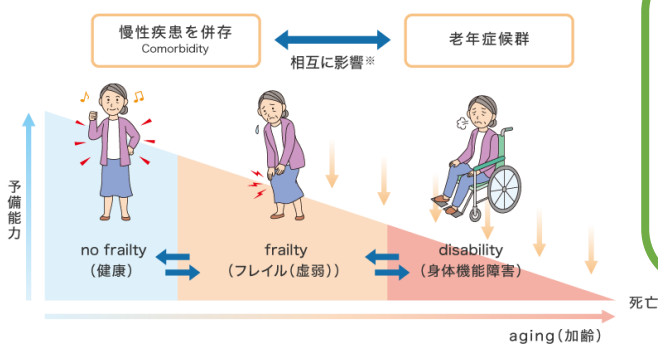 慢性疾患を併存
Comorbidity
相互に影響※
老年症候群
予備能力
no frailty
（健康）
frailty
（フレイル（虚弱））
disability
（身体機能障害）
死亡
aging（加齢）